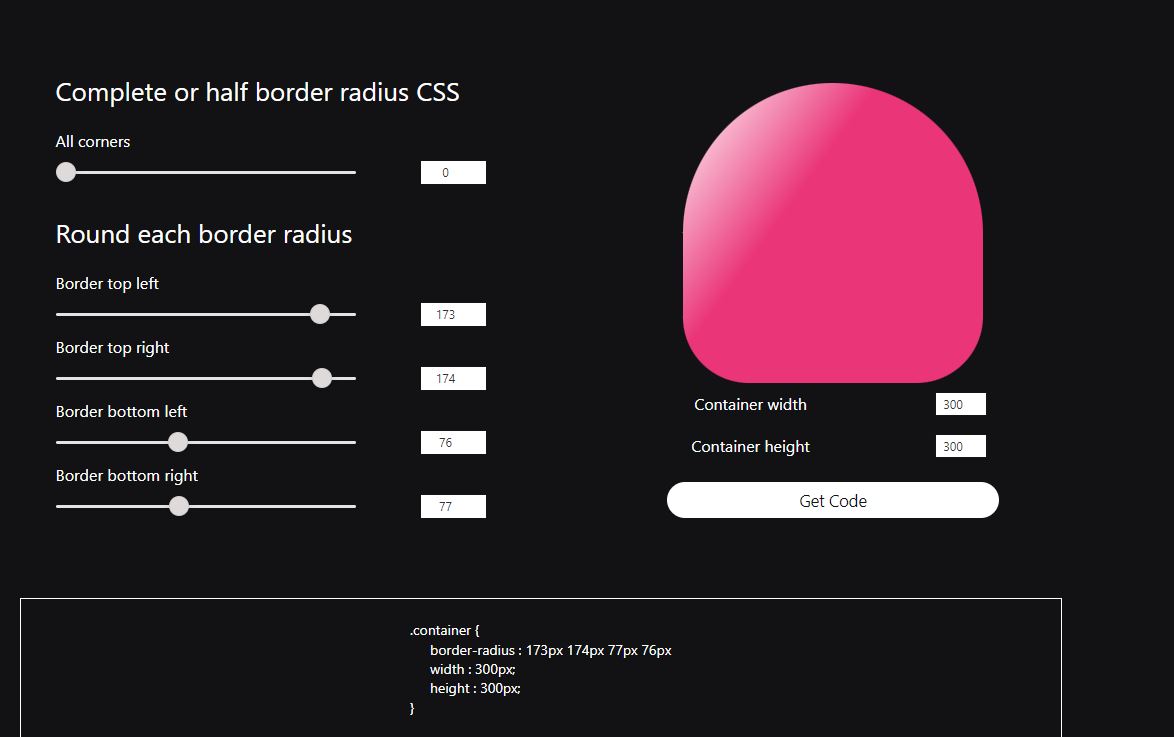 Complete or half border radius CSS
All corners
0
Round each border radius
Border top left
173
Border top right
174
Border bottom left
76
Border bottom right
77
Container width
300
Container height
300
Get Code
.container {
border-radius : 173px 174px 77px 76px
width : 300px;
height : 300px;
}